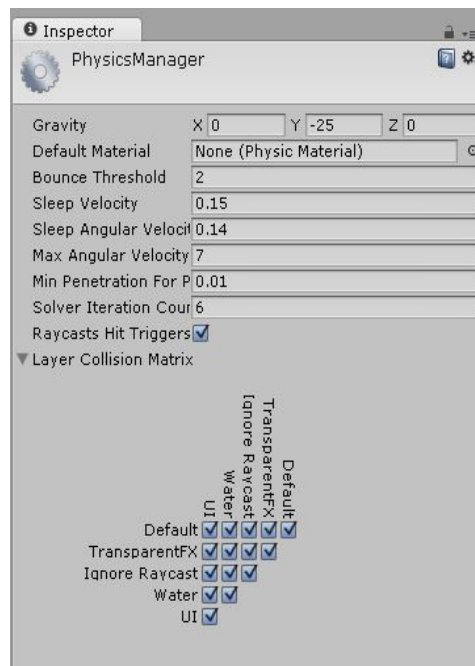 Inspector
PhysicsManager
Gravity X 0 Y -25 Z 0
Default Material None (Physic Material)
Bounce Threshold 2
Sleep Velocity 0.15
Sleep Angular Velocit 0.14
Max Angular Velocity 7
Min Penetration For P 0.01
Solver Iteration Cour 6
Raycasts Hit Triggers
Layer Collision Matrix
UI
Water
Ignore Raycast
TransparentFX
Default
Default
TransparentFX
Ignore Raycast
Water
UI